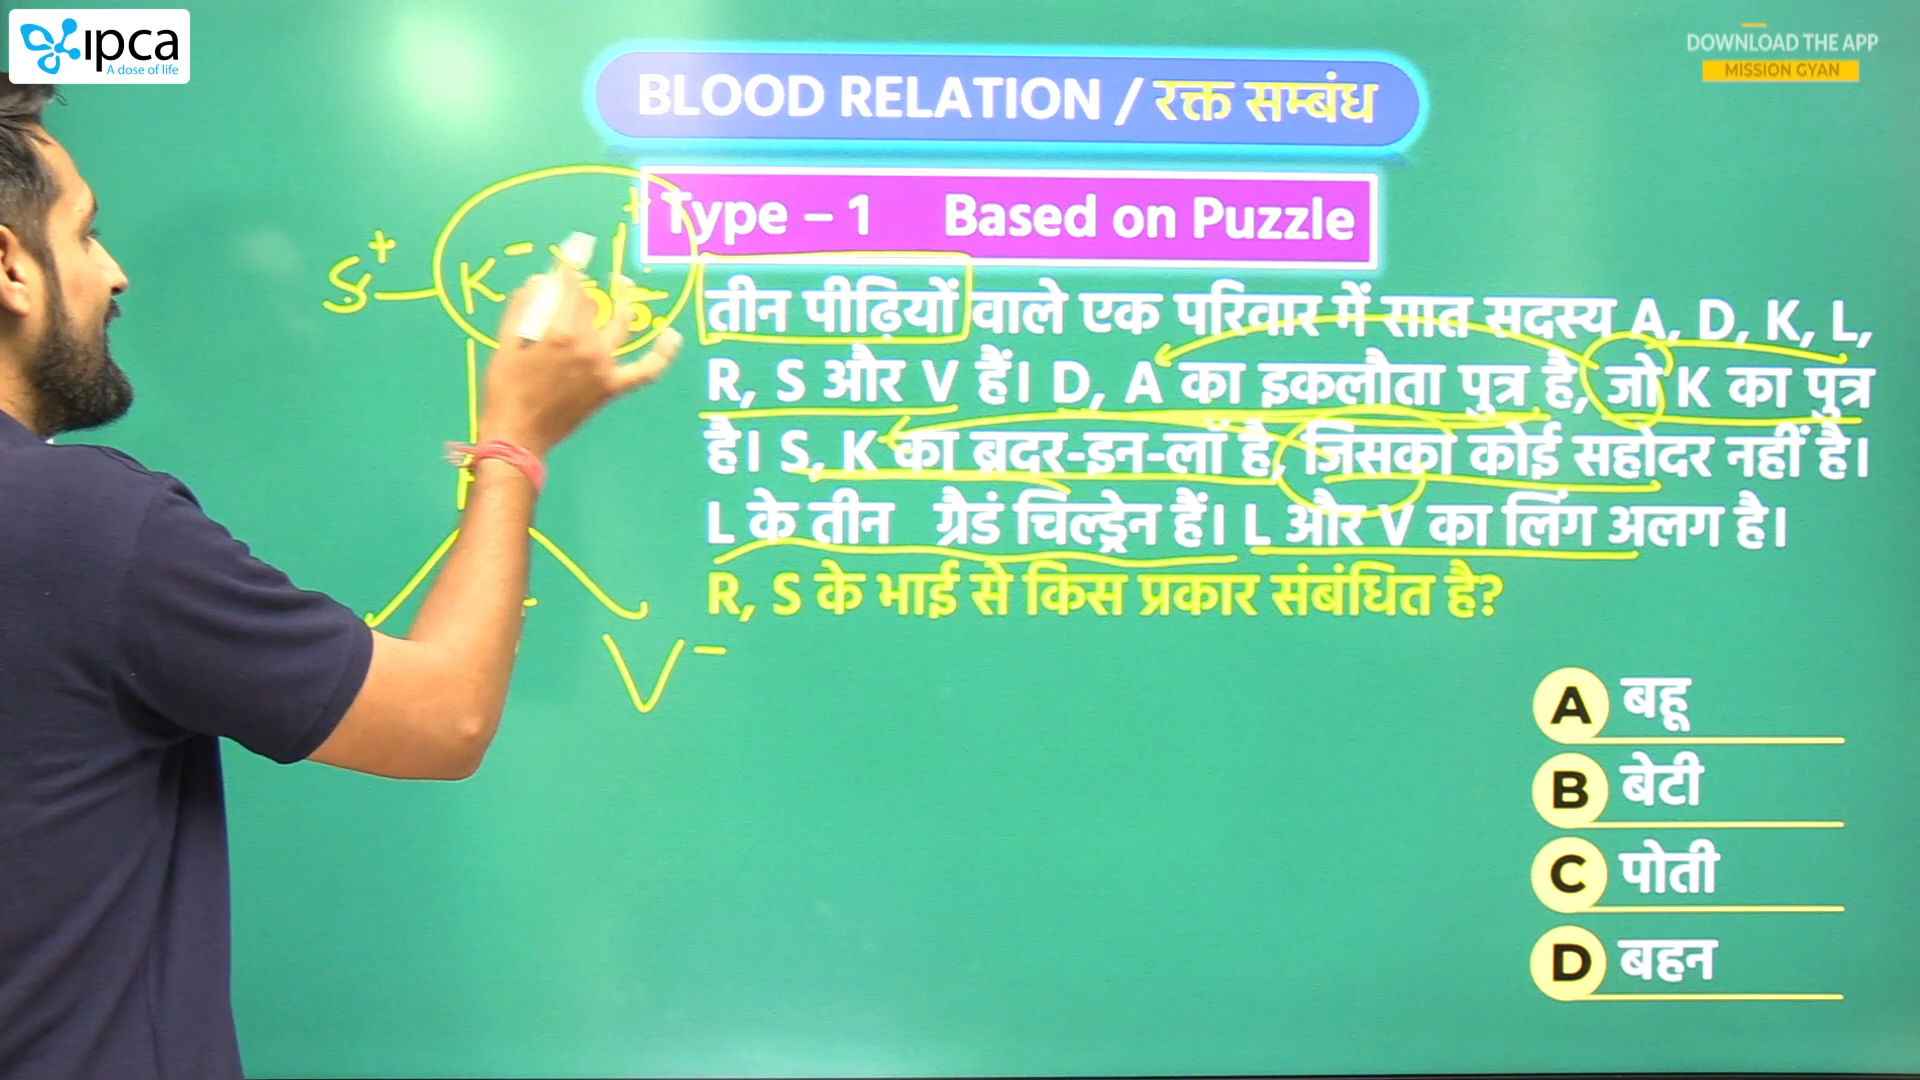 ipca
A dose of life
DOWNLOAD THE APP
MISSION GYAN
BLOOD RELATION / रक्त सम्बंध
Type – 1 Based on Puzzle
तीन पीढ़ियों वाले एक परिवार में सात सदस्य A, D, K, L,
R, S और V हैं। D, A का इकलौता पुत्र है, जो K का पुत्र
है। S, K का ब्रदर-इन-लॉ है, जिसका कोई सहोदर नहीं है।
L के तीन ग्रैडं चिल्ड्रेन हैं। L और V का लिंग अलग है।
R, S के भाई से किस प्रकार संबंधित है?
S+
K-
V-
A बहू
B बेटी
C पोती
D बहन